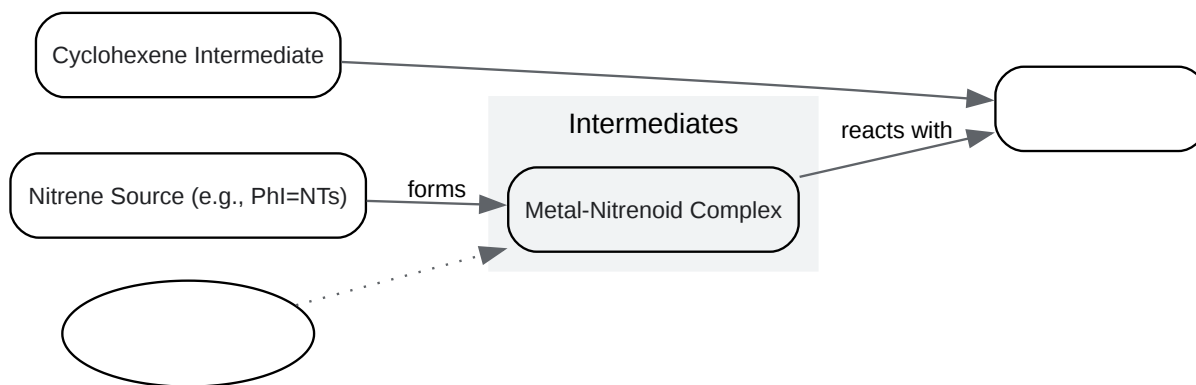 Cyclohexene Intermediate
Intermediates
reacts with
Nitrene Source (e.g., PhI=NTs)
forms
Metal-Nitrenoid Complex